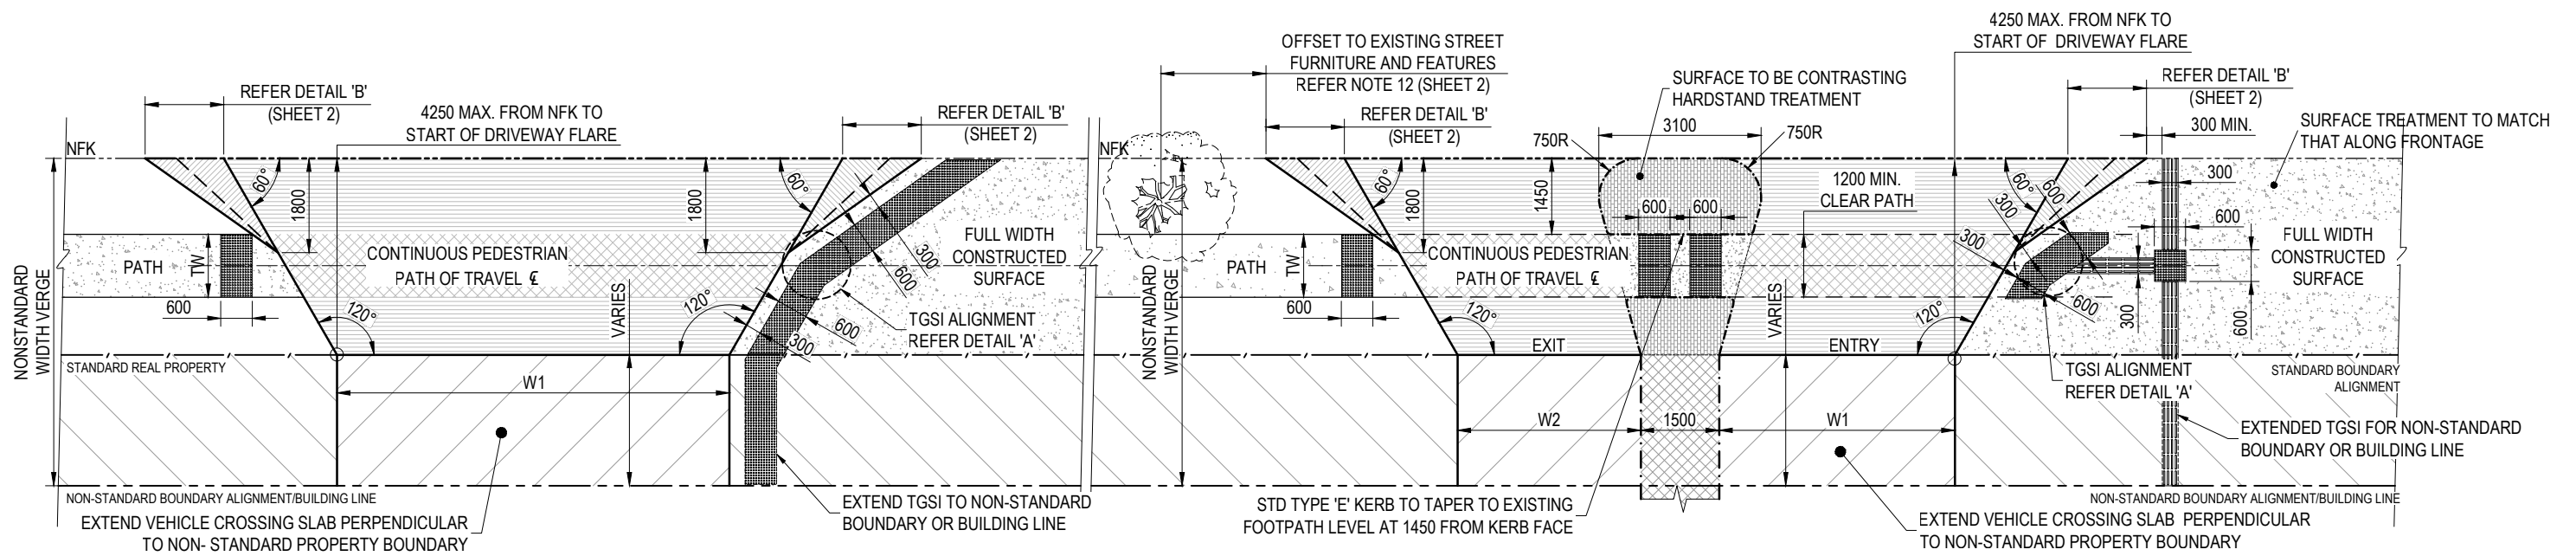 REFER DETAIL 'B'
(SHEET 2)
4250 MAX. FROM NFK TO
START OF DRIVEWAY FLARE
REFER DETAIL 'B'
(SHEET 2)
NFK
60°
1800
1800
60°
NONSTANDARD
WIDTH VERGE
PATH
TW
600
CONTINUOUS PEDESTRIAN
PATH OF TRAVEL ℄
300
600
FULL WIDTH
CONSTRUCTED
SURFACE
120°
120°
VARIES
600
300
TGSI ALIGNMENT
REFER DETAIL 'A'
STANDARD REAL PROPERTY
W1
NON-STANDARD BOUNDARY ALIGNMENT/BUILDING LINE
EXTEND VEHICLE CROSSING SLAB PERPENDICULAR
TO NON- STANDARD PROPERTY BOUNDARY
EXTEND TGSI TO NON-STANDARD
BOUNDARY OR BUILDING LINE
OFFSET TO EXISTING STREET
FURNITURE AND FEATURES
REFER NOTE 12 (SHEET 2)
REFER DETAIL 'B'
(SHEET 2)
SURFACE TO BE CONTRASTING
HARDSTAND TREATMENT
750R
3100
750R
4250 MAX. FROM NFK TO
START OF DRIVEWAY FLARE
REFER DETAIL 'B'
(SHEET 2)
300 MIN.
SURFACE TREATMENT TO MATCH
THAT ALONG FRONTAGE
NFK
60°
1800
1450
600
600
1200 MIN.
CLEAR PATH
60°
600
300
300
300
600
NONSTANDARD
WIDTH VERGE
PATH
TW
600
CONTINUOUS PEDESTRIAN
PATH OF TRAVEL ℄
FULL WIDTH
CONSTRUCTED
SURFACE
120°
EXIT
ENTRY
VARIES
120°
600
300
600
TGSI ALIGNMENT
REFER DETAIL 'A'
STANDARD BOUNDARY
ALIGNMENT
W2
1500
W1
EXTENDED TGSI FOR NON-STANDARD
BOUNDARY OR BUILDING LINE
STD TYPE 'E' KERB TO TAPER TO EXISTING
FOOTPATH LEVEL AT 1450 FROM KERB FACE
NON-STANDARD BOUNDARY ALIGNMENT/BUILDING LINE
EXTEND VEHICLE CROSSING SLAB PERPENDICULAR
TO NON-STANDARD PROPERTY BOUNDARY